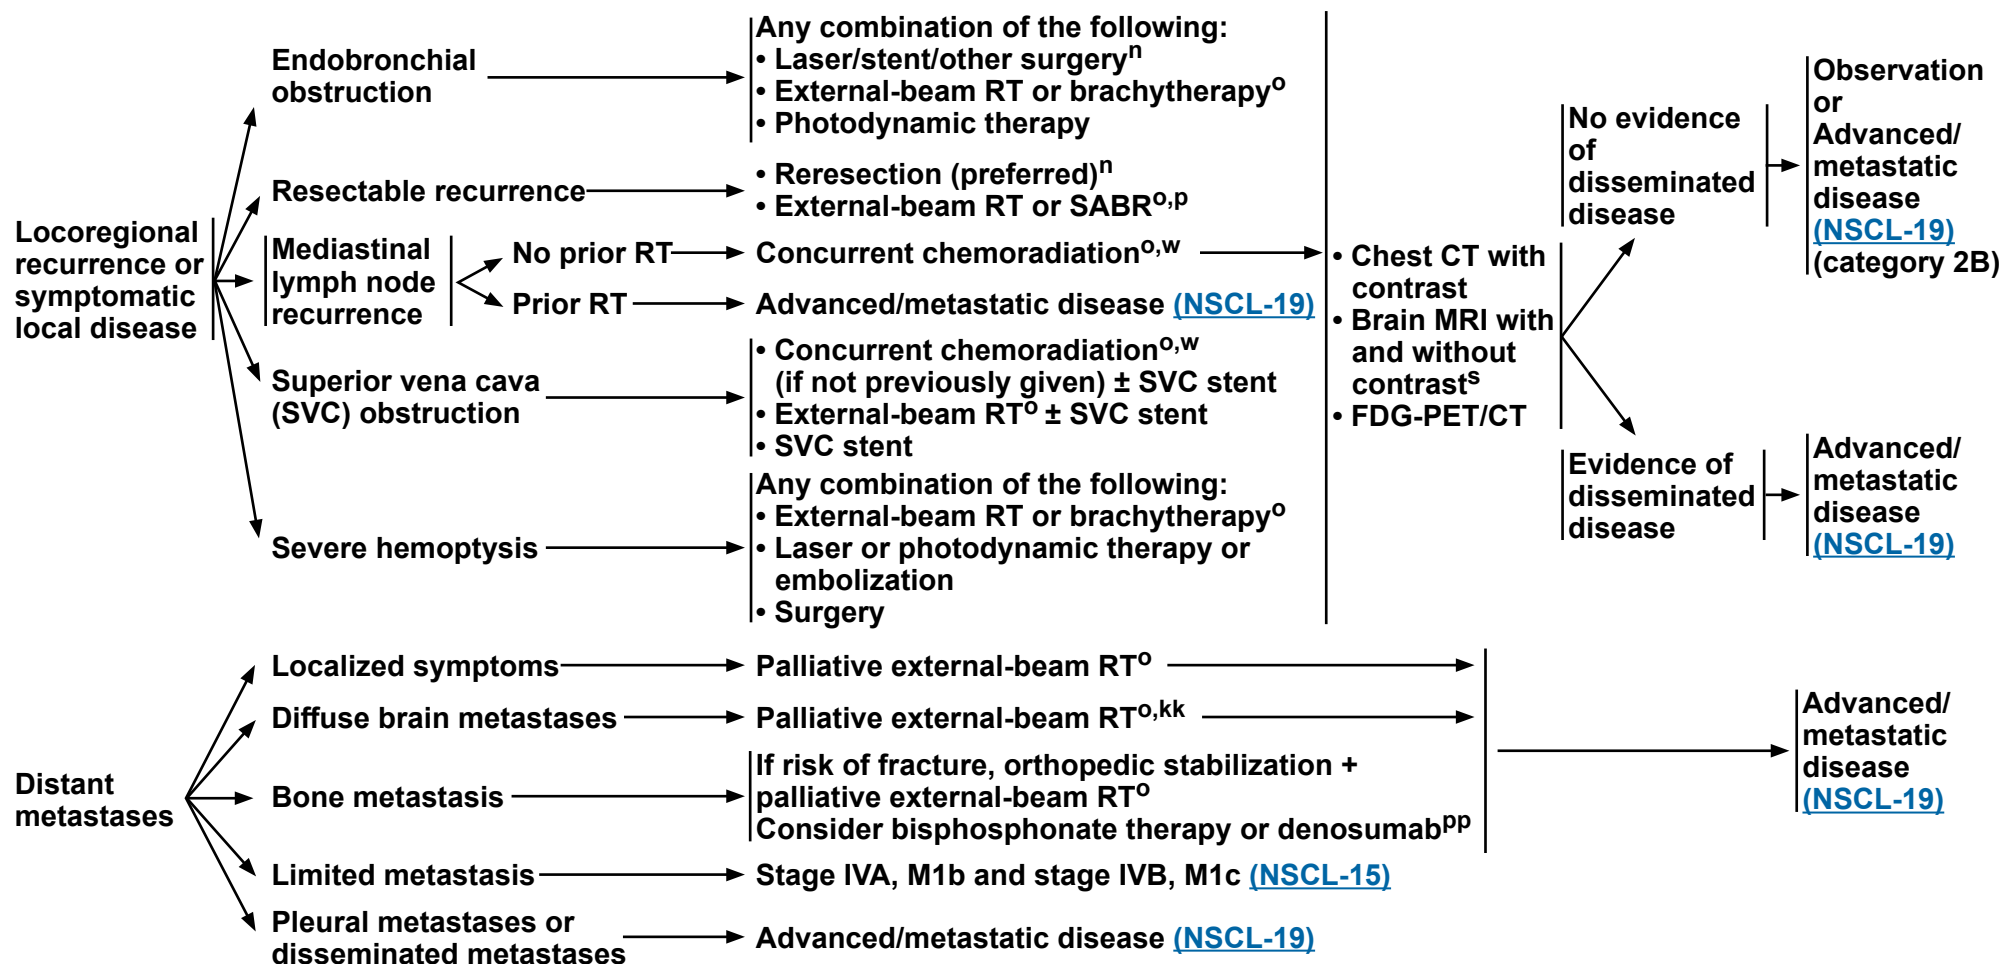 Locoregional
recurrence or
symptomatic
local disease
Endobronchial
obstruction
Any combination of the following:
• Laser/stent/other surgeryn
• External-beam RT or brachytherapyo
• Photodynamic therapy
Resectable recurrence
• Reresection (preferred)n
• External-beam RT or SABRo,p
Mediastinal
lymph node
recurrence
No prior RT
Concurrent chemoradiationo,w
Prior RT
Advanced/metastatic disease (NSCL-19)
Superior vena cava
(SVC) obstruction
• Concurrent chemoradiationo,w
(if not previously given) ± SVC stent
• External-beam RTo ± SVC stent
• SVC stent
Severe hemoptysis
Any combination of the following:
• External-beam RT or brachytherapyo
• Laser or photodynamic therapy or
embolization
• Surgery
• Chest CT with
contrast
• Brain MRI with
and without
contrasts
• FDG-PET/CT
No evidence
of
disseminated
disease
Observation
or
Advanced/
metastatic
disease
(NSCL-19)
(category 2B)
Evidence of
disseminated
disease
Advanced/
metastatic
disease
(NSCL-19)
Distant
metastases
Localized symptoms
Palliative external-beam RTo
Diffuse brain metastases
Palliative external-beam RTo,kk
Bone metastasis
If risk of fracture, orthopedic stabilization +
palliative external-beam RTo
Consider bisphosphonate therapy or denosumabpp
Limited metastasis
Stage IVA, M1b and stage IVB, M1c (NSCL-15)
Pleural metastases or
disseminated metastases
Advanced/metastatic disease (NSCL-19)
Advanced/
metastatic
disease
(NSCL-19)